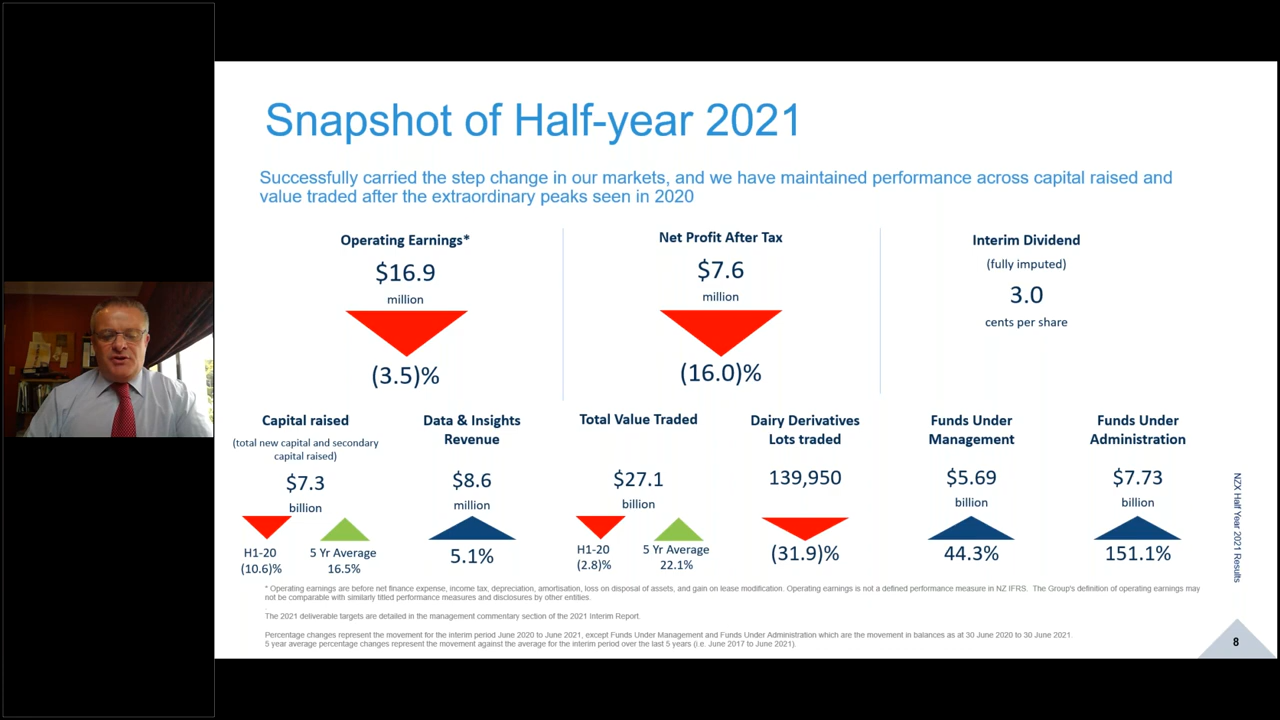 Snapshot of Half-year 2021
Successfully carried the step change in our markets, and we have maintained performance across capital raised and
value traded after the extraordinary peaks seen in 2020
Operating Earnings*
$16.9
million
(3.5)%
Net Profit After Tax
$7.6
million
(16.0)%
Interim Dividend
(fully imputed)
3.0
cents per share
Capital raised
(total new capital and secondary
capital raised)
$7.3
billion
H1-20
(10.6)%
5 Yr Average
16.5%
Data & Insights
Revenue
$8.6
million
5.1%
Total Value Traded
$27.1
billion
H1-20
(2.8)%
5 Yr Average
22.1%
Dairy Derivatives
Lots traded
139,950
(31.9)%
Funds Under
Management
$5.69
billion
44.3%
Funds Under
Administration
$7.73
billion
151.1%
NZX Half Year 2021 Results
* Operating earnings are before net finance expense, income tax, depreciation, amortisation, loss on disposal of assets, and gain on lease modification. Operating earnings is not a defined performance measure in NZ IFRS. The Group's definition of operating earnings may
not be comparable with similarly titled performance measures and disclosures by other entities.
The 2021 deliverable targets are detailed in the management commentary section of the 2021 Interim Report.
Percentage changes represent the movement for the interim period June 2020 to June 2021, except Funds Under Management and Funds Under Administration which are the movement in balances as at 30 June 2020 to 30 June 2021.
5 year average percentage changes represent the movement against the average for the interim period over the last 5 years (i.e. June 2017 to June 2021).
8